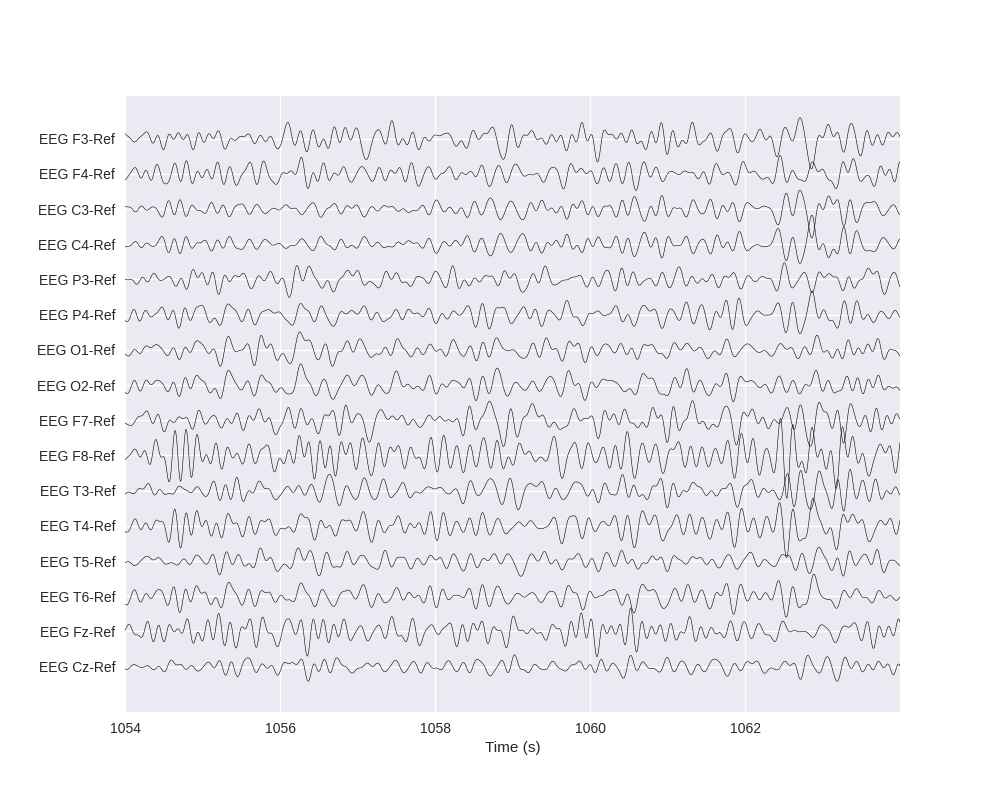 EEG F3-Ref
EEG F4-Ref
EEG C3-Ref
EEG C4-Ref
EEG P3-Ref
EEG P4-Ref
EEG O1-Ref
EEG O2-Ref
EEG F7-Ref
EEG F8-Ref
EEG T3-Ref
EEG T4-Ref
EEG T5-Ref
EEG T6-Ref
EEG Fz-Ref
EEG Cz-Ref
1054 1056 1058 1060 1062
Time (s)